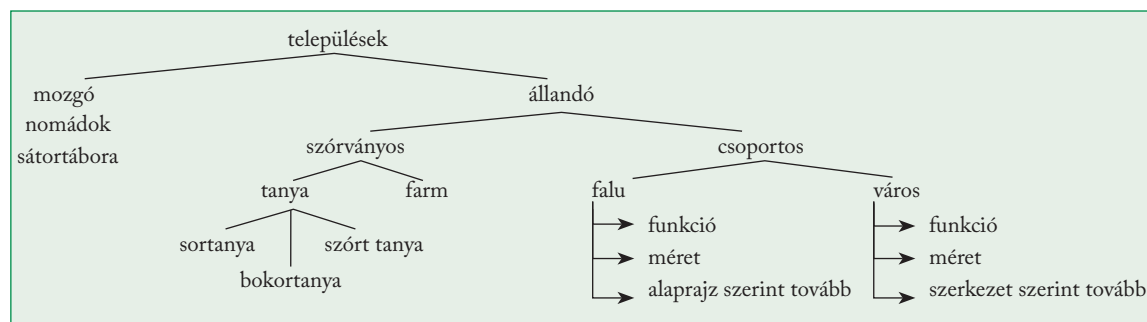 települések
mozgó
nomádok
sátortábora
állandó
szórványos
csoportos
tanya
farm
falu
város
sortanya
szórt tanya
bokortanya
funkció
méret
alaprajz szerint tovább
funkció
méret
szerkezet szerint tovább